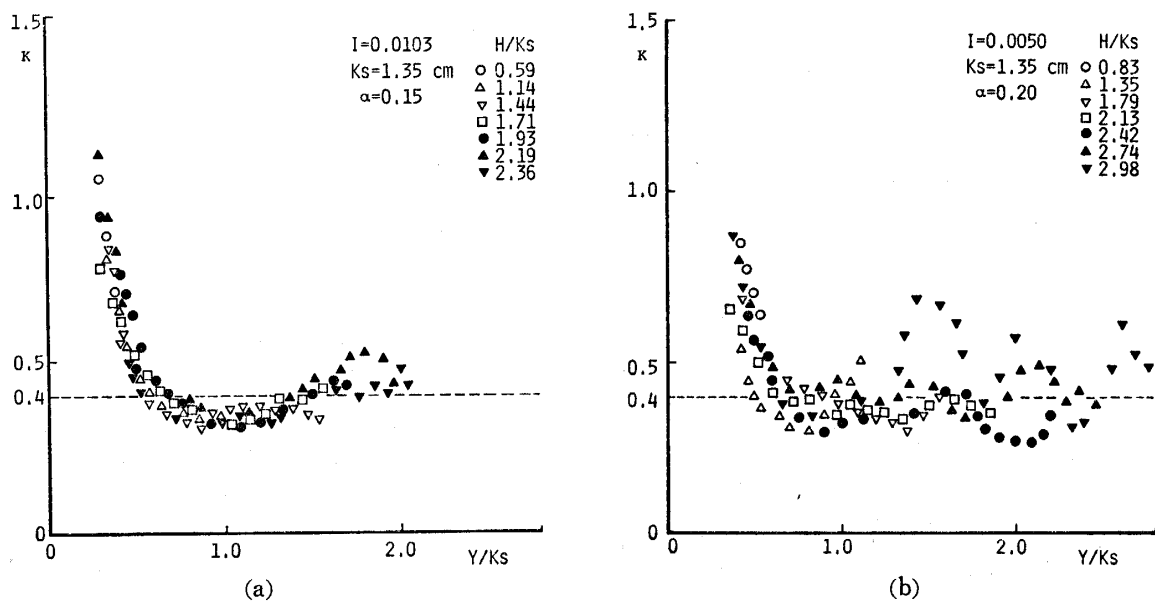 1.5
κ
1.0
0.5
0.4
0
I=0.0103
Ks=1.35 cm
α=0.15
H/Ks
0.59
1.14
1.44
1.71
1.93
2.19
2.36
0
1.0
2.0
Y/Ks
(a)
1.5
κ
1.0
0.5
0.4
0
I=0.0050
Ks=1.35 cm
α=0.20
H/Ks
0.83
1.35
1.79
2.13
2.42
2.74
2.98
0
1.0
2.0
Y/Ks
(b)